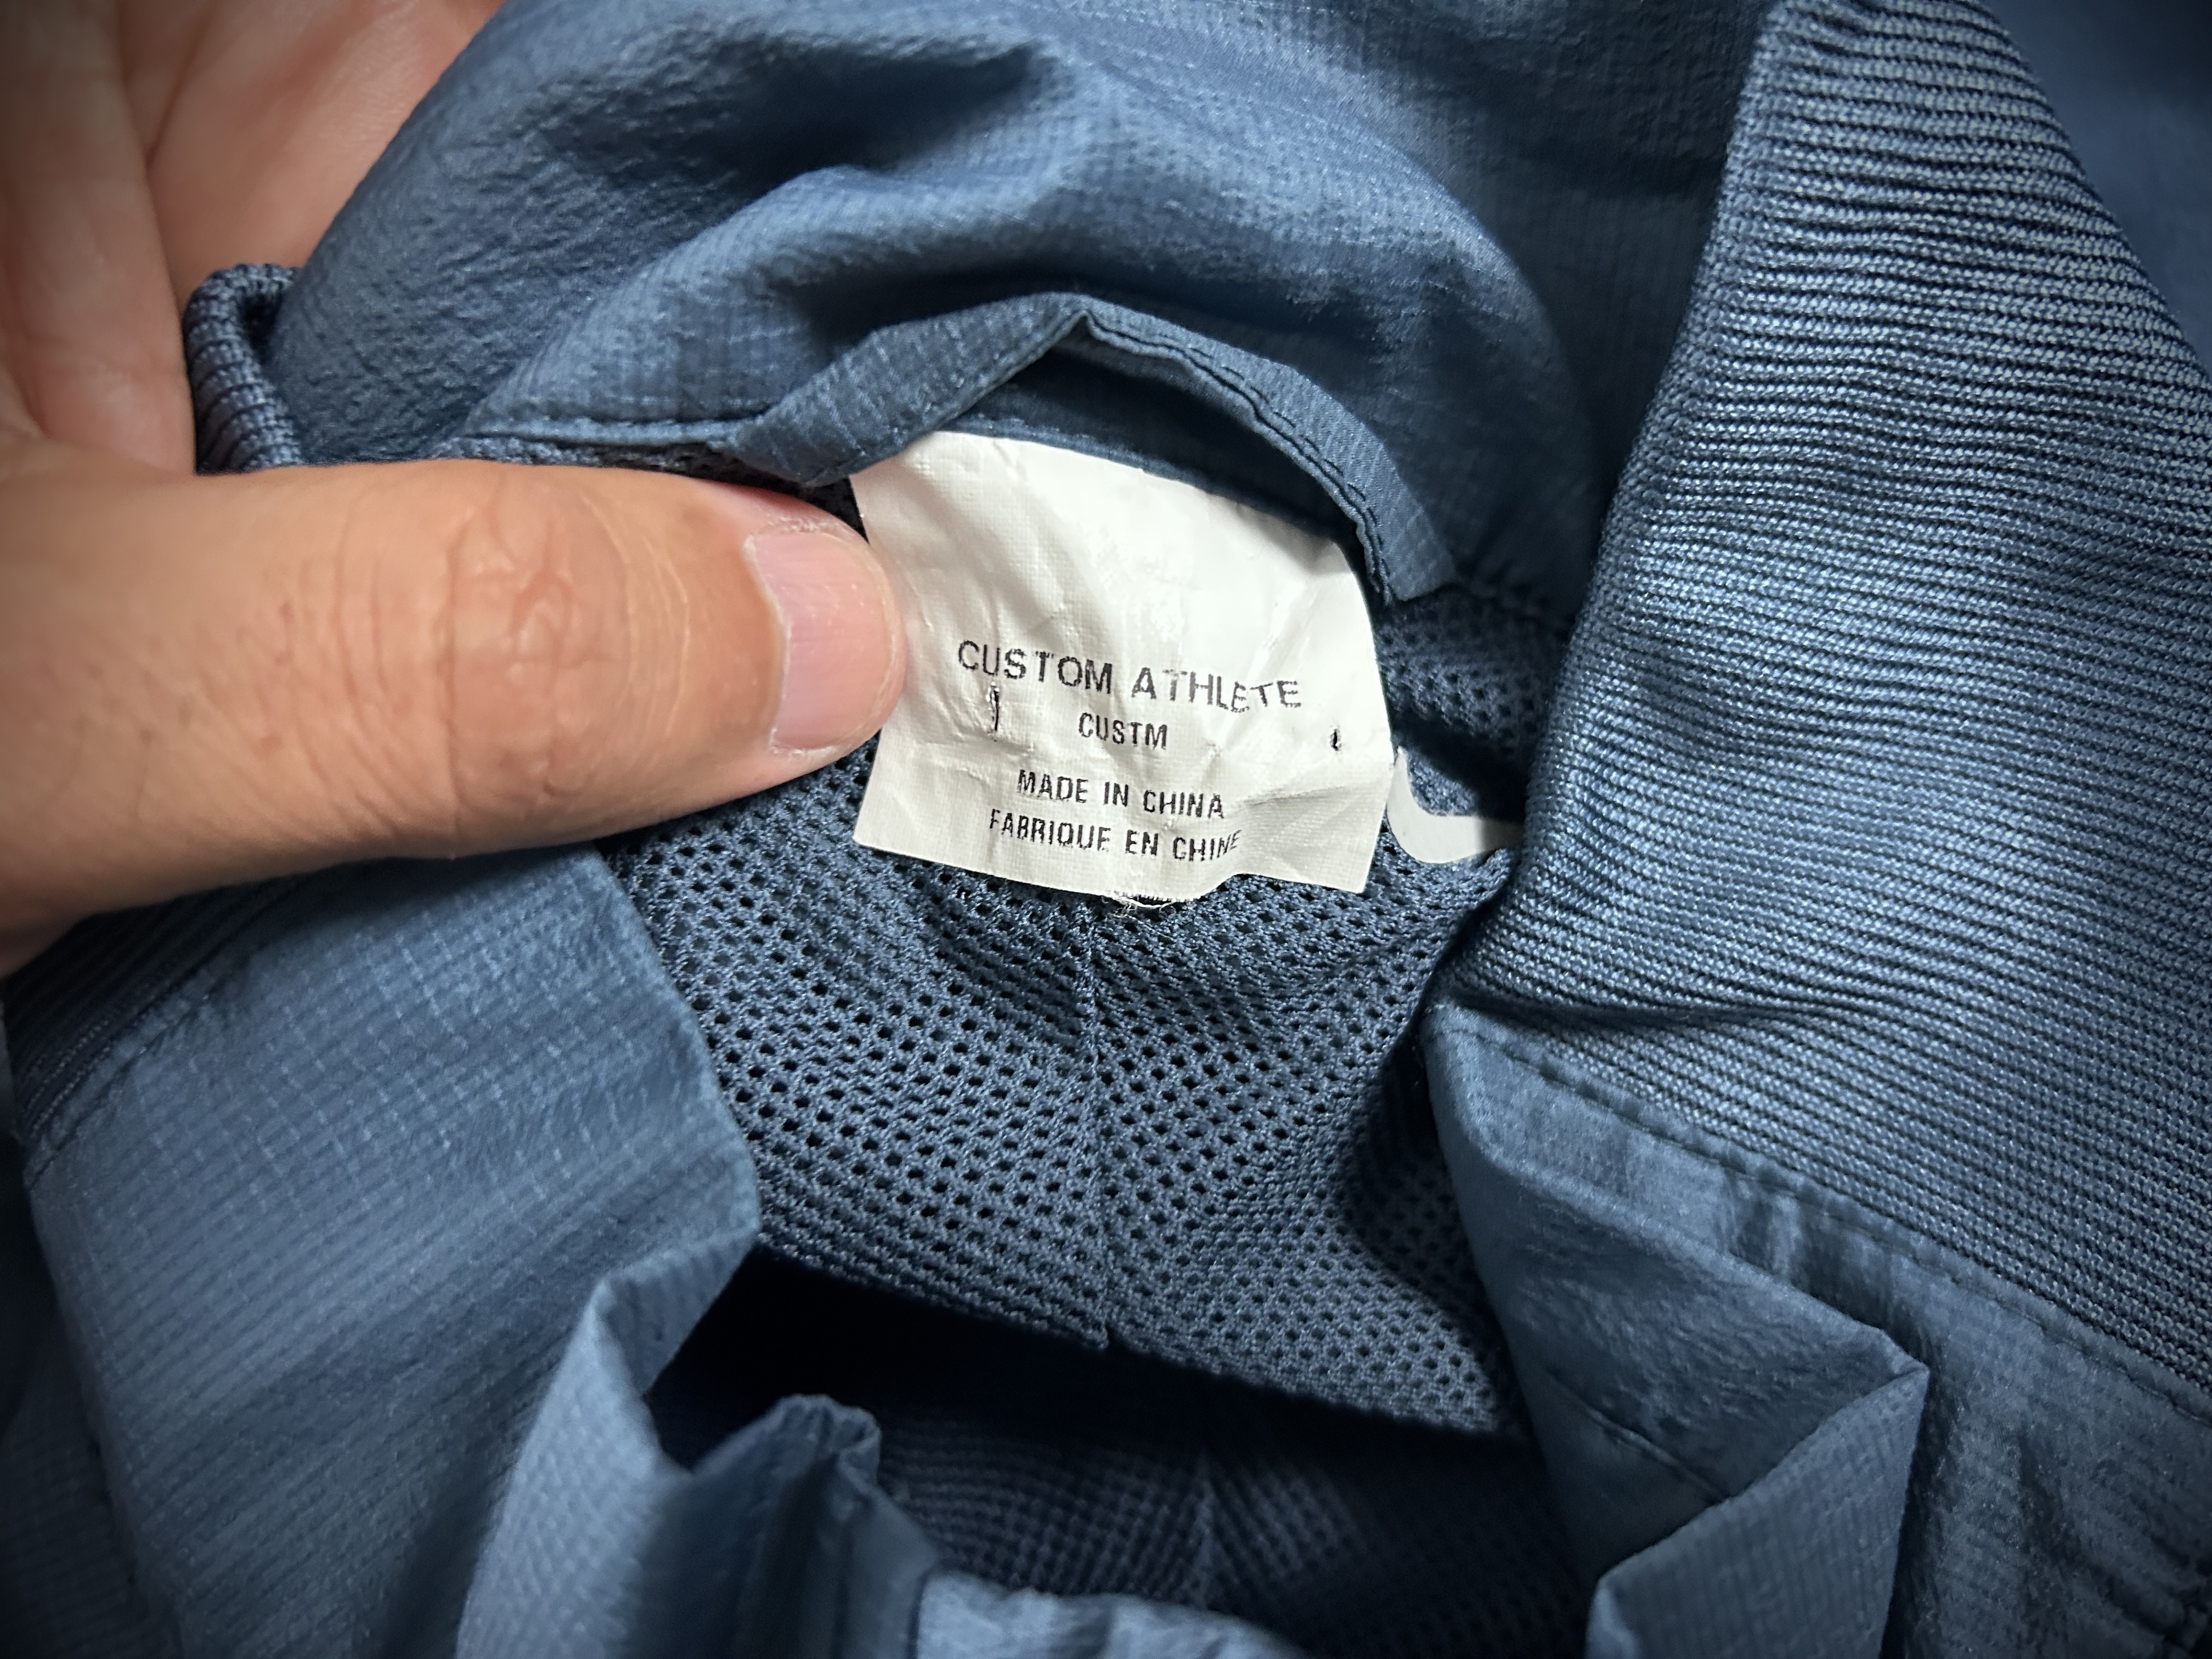 CUSTOM ATHLETE
CUSTM
MADE IN CHINA
FABRIQUE EN CHINE